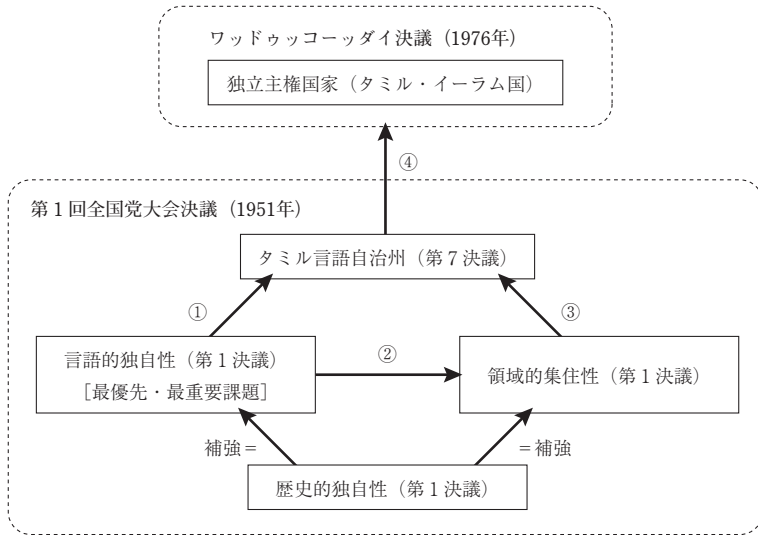 ワッドゥッコーッダイ決議（1976年）
独立主権国家（タミル・イーラム国）
④
第１回全国党大会決議（1951年）
タミル言語自治州（第７決議）
①
③
言語的独自性（第１決議）
［最優先・最重要課題］
②
領域的集住性（第１決議）
補強＝
＝補強
歴史的独自性（第１決議）